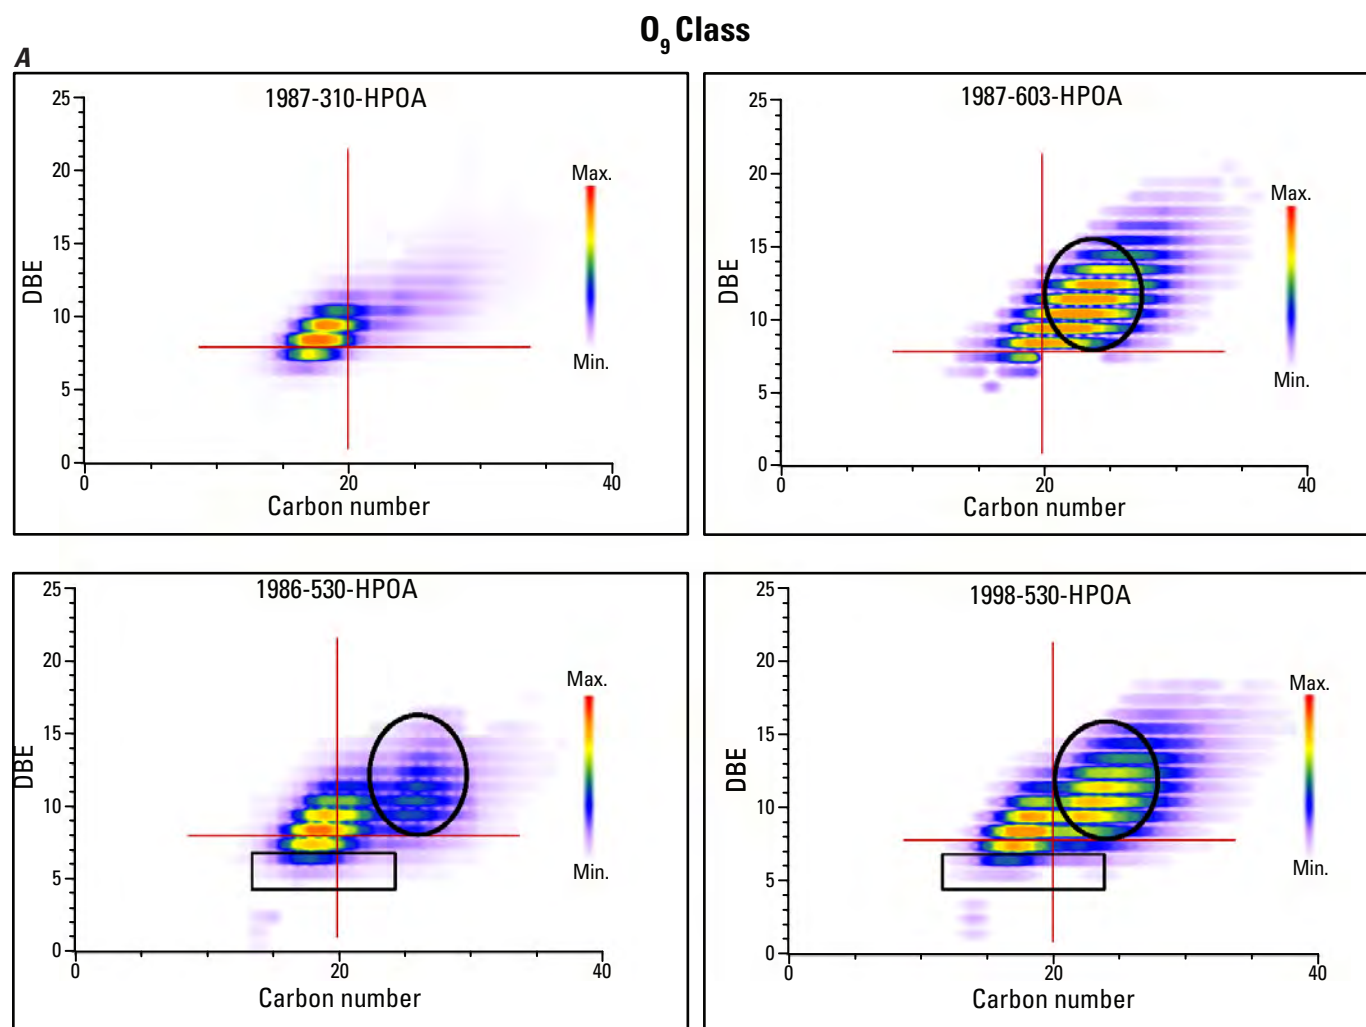 O9 Class
A
1987-310-HPOA
25
20
15
10
5
0
DBE
0
20
40
Carbon number
Max.
Min.
1987-603-HPOA
25
20
15
10
5
0
DBE
0
20
40
Carbon number
Max.
Min.
1986-530-HPOA
25
20
15
10
5
0
DBE
0
20
40
Carbon number
Max.
Min.
1998-530-HPOA
25
20
15
10
5
0
DBE
0
20
40
Carbon number
Max.
Min.